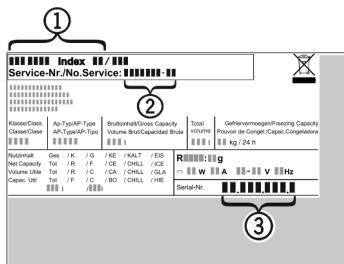 1
Index /
Service-Nr./No.Service: -
2
Klasse/Class Ap-Typ/AP-Type Bruttoinhalt/Gross Capacity Total Gefriervermoegen/Freezing Capacity
Classe/Classe AP-Type/AP-Tipo Volume Brut/Capacidad Bruta volume Pouvoir de Congel./Capac.Congeladora
l l kg / 24 h
Nutzinhalt Ges / K / G / KE / KALT / EIS
Net.Capacity Tot / R / F / CE / CHILL / ICE
Volume Utile Tot / R / C / CA / CHILL / GLA
Capac. Util Tot / F / C / BO / CHILL / HIE
l / l
R : g
W A - V Hz
Serial-Nr. . . .
3